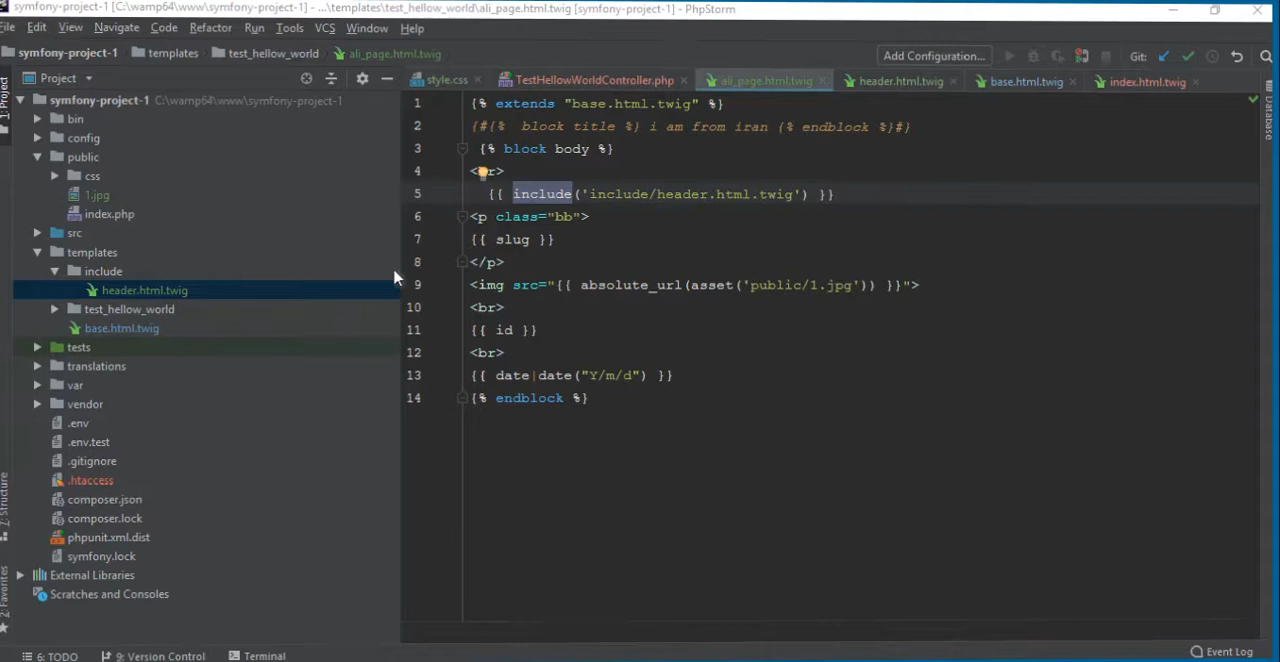 symfony-project-1 [C:\wamp64\www\symfony-project-1] - ...\templates\test_hellow_world\ali_page.html.twig [symfony-project-1] - PhpStorm
File Edit View Navigate Code Refactor Run Tools VCS Window Help
symfony-project-1 templates test_hellow_world ali_page.html.twig Add Configuration... Git:
Project style.css TestHellowWorldController.php ali_page.html.twig header.html.twig base.html.twig index.html.twig
1: Project
symfony-project-1 C:\wamp64\www\symfony-project-1
bin
config
public
css
1.jpg
index.php
src
templates
include
header.html.twig
test_hellow_world
base.html.twig
tests
translations
var
vendor
.env
.env.test
.gitignore
.htaccess
composer.json
composer.lock
phpunit.xml.dist
symfony.lock
External Libraries
Scratches and Consoles
7: Structure
2: Favorites
1 {% extends "base.html.twig" %}
2 {#{% block title %} i am from iran {% endblock %}#}
3 {% block body %}
4 <br>
5 {{ include('include/header.html.twig') }}
6 <p class="bb">
7 {{ slug }}
8 </p>
9 <img src="{{ absolute_url(asset('public/1.jpg')) }}">
10 <br>
11 {{ id }}
12 <br>
13 {{ date|date("Y/m/d") }}
14 {% endblock %}
Database
6: TODO 9: Version Control Terminal Event Log